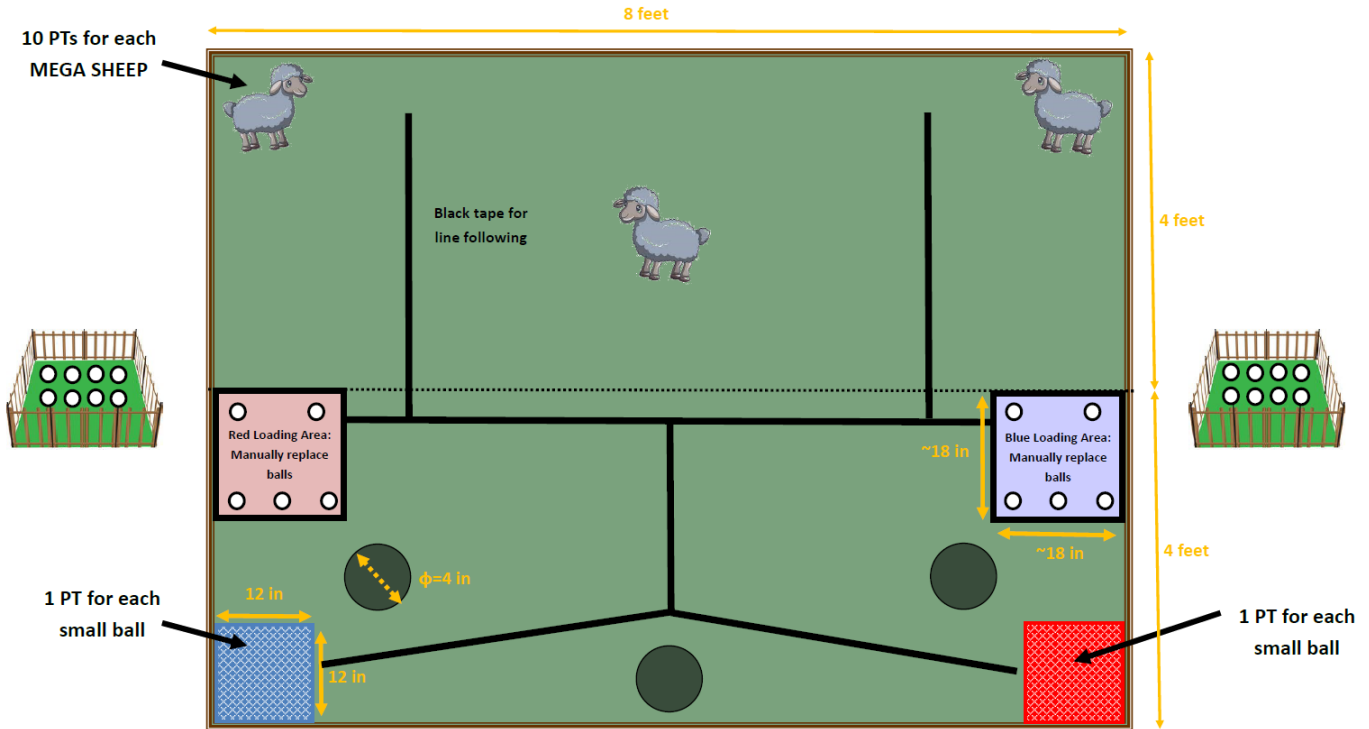 8 feet
10 PTs for each
MEGA SHEEP
Black tape for
line following
4 feet
Red Loading Area:
Manually replace
balls
Blue Loading Area:
Manually replace
balls
~18 in
~18 in
4 feet
ϕ=4 in
12 in
12 in
1 PT for each
small ball
1 PT for each
small ball